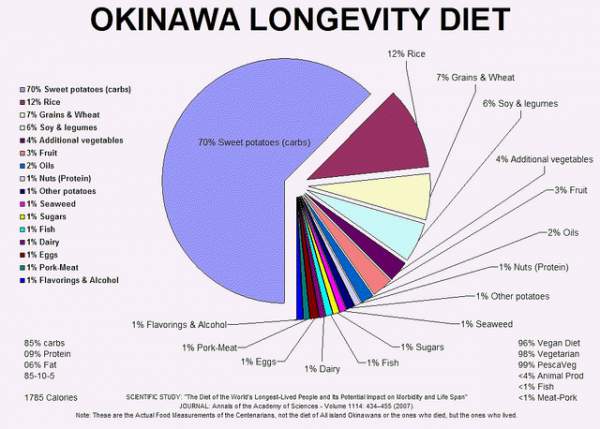 OKINAWA LONGEVITY DIET
70% Sweet potatoes (carbs)
12% Rice
7% Grains & Wheat
6% Soy & legumes
4% Additional vegetables
3% Fruit
2% Oils
1% Nuts (Protein)
1% Other potatoes
1% Seaweed
1% Sugars
1% Fish
1% Dairy
1% Eggs
1% Pork-Meat
1% Flavorings & Alcohol
70% Sweet potatoes (carbs)
12% Rice
7% Grains & Wheat
6% Soy & legumes
4% Additional vegetables
3% Fruit
2% Oils
1% Nuts (Protein)
1% Other potatoes
1% Seaweed
1% Sugars
1% Fish
1% Dairy
1% Eggs
1% Pork-Meat
1% Flavorings & Alcohol
85% carbs
09% Protein
06% Fat
85-10-5
1785 Calories
96% Vegan Diet
98% Vegetarian
99% PescaVeg
<4% Animal Prod
<1% Fish
<1% Meat-Pork
SCIENTIFIC STUDY: "The Diet of the World's Longest-Lived People and Its Potential Impact on Morbidity and Life Span"
JOURNAL: Annals of the Academy of Sciences - Volume 1114: 434–455 (2007).
Note: These are the Actual Food Measurements of the Centenarians, not the diet of All island Okinawans or the ones who died, but the ones who lived.